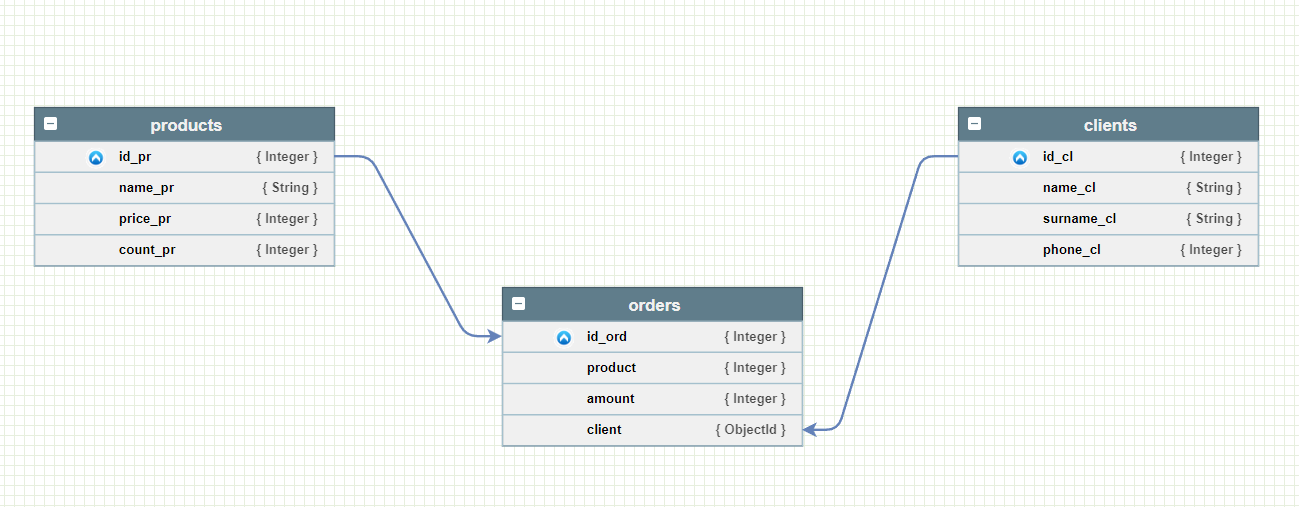 products
id_pr { Integer }
name_pr { String }
price_pr { Integer }
count_pr { Integer }
clients
id_cl { Integer }
name_cl { String }
surname_cl { String }
phone_cl { Integer }
orders
id_ord { Integer }
product { Integer }
amount { Integer }
client { ObjectId }